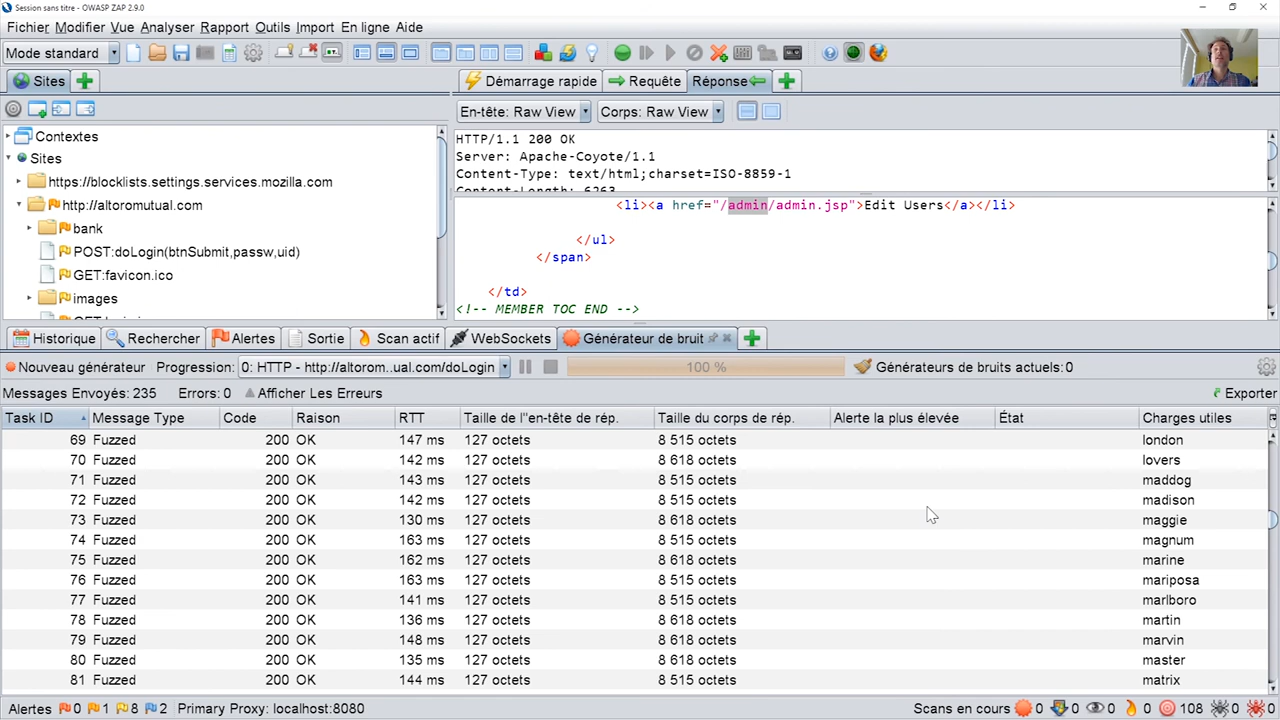 Session sans titre - OWASP ZAP 2.9.0
Fichier Modifier Vue Analyser Rapport Outils Import En ligne Aide
Mode standard
Sites
Démarrage rapide Requête Réponse
En-tête: Raw View Corps: Raw View
Contextes
Sites
https://blocklists.settings.services.mozilla.com
http://altoromutual.com
bank
POST:doLogin(btnSubmit,passw,uid)
GET:favicon.ico
images
HTTP/1.1 200 OK
Server: Apache-Coyote/1.1
Content-Type: text/html;charset=ISO-8859-1
Content-Length: 6263
<li><a href="/admin/admin.jsp">Edit Users</a></li>
</ul>
</span>
</td>
<!-- MEMBER TOC END -->
Historique Rechercher Alertes Sortie Scan actif WebSockets Générateur de bruit
Nouveau générateur Progression: 0: HTTP - http://altorom..ual.com/doLogin 100 % Générateurs de bruits actuels:0
Messages Envoyés: 235 Errors: 0 Afficher Les Erreurs Exporter
Task ID Message Type Code Raison RTT Taille de l''en-tête de rép. Taille du corps de rép. Alerte la plus élevée État Charges utiles
69 Fuzzed 200 OK 147 ms 127 octets 8 515 octets london
70 Fuzzed 200 OK 142 ms 127 octets 8 618 octets lovers
71 Fuzzed 200 OK 143 ms 127 octets 8 515 octets maddog
72 Fuzzed 200 OK 142 ms 127 octets 8 515 octets madison
73 Fuzzed 200 OK 130 ms 127 octets 8 618 octets maggie
74 Fuzzed 200 OK 163 ms 127 octets 8 515 octets magnum
75 Fuzzed 200 OK 162 ms 127 octets 8 618 octets marine
76 Fuzzed 200 OK 163 ms 127 octets 8 515 octets mariposa
77 Fuzzed 200 OK 141 ms 127 octets 8 515 octets marlboro
78 Fuzzed 200 OK 136 ms 127 octets 8 618 octets martin
79 Fuzzed 200 OK 148 ms 127 octets 8 618 octets marvin
80 Fuzzed 200 OK 135 ms 127 octets 8 618 octets master
81 Fuzzed 200 OK 144 ms 127 octets 8 515 octets matrix
Alertes 0 1 8 2 Primary Proxy: localhost:8080 Scans en cours 0 0 0 0 108 0 0